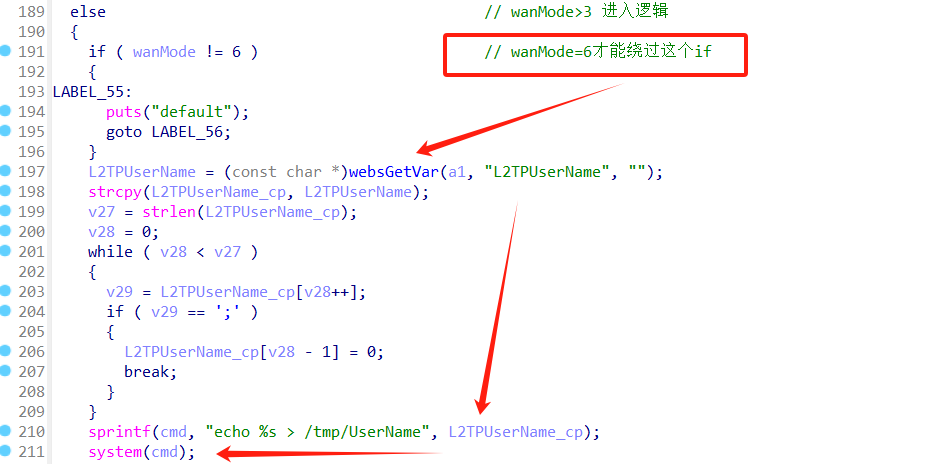 189 else // wanMode>3 进入逻辑
190 {
191 if ( wanMode != 6 ) // wanMode=6才能绕过这个if
192 {
193 LABEL_55:
194 puts("default");
195 goto LABEL_56;
196 }
197 L2TPUserName = (const char *)websGetVar(a1, "L2TPUserName", "");
198 strcpy(L2TPUserName_cp, L2TPUserName);
199 v27 = strlen(L2TPUserName_cp);
200 v28 = 0;
201 while ( v28 < v27 )
202 {
203 v29 = L2TPUserName_cp[v28++];
204 if ( v29 == ';' )
205 {
206 L2TPUserName_cp[v28 - 1] = 0;
207 break;
208 }
209 }
210 sprintf(cmd, "echo %s > /tmp/UserName", L2TPUserName_cp);
211 system(cmd);